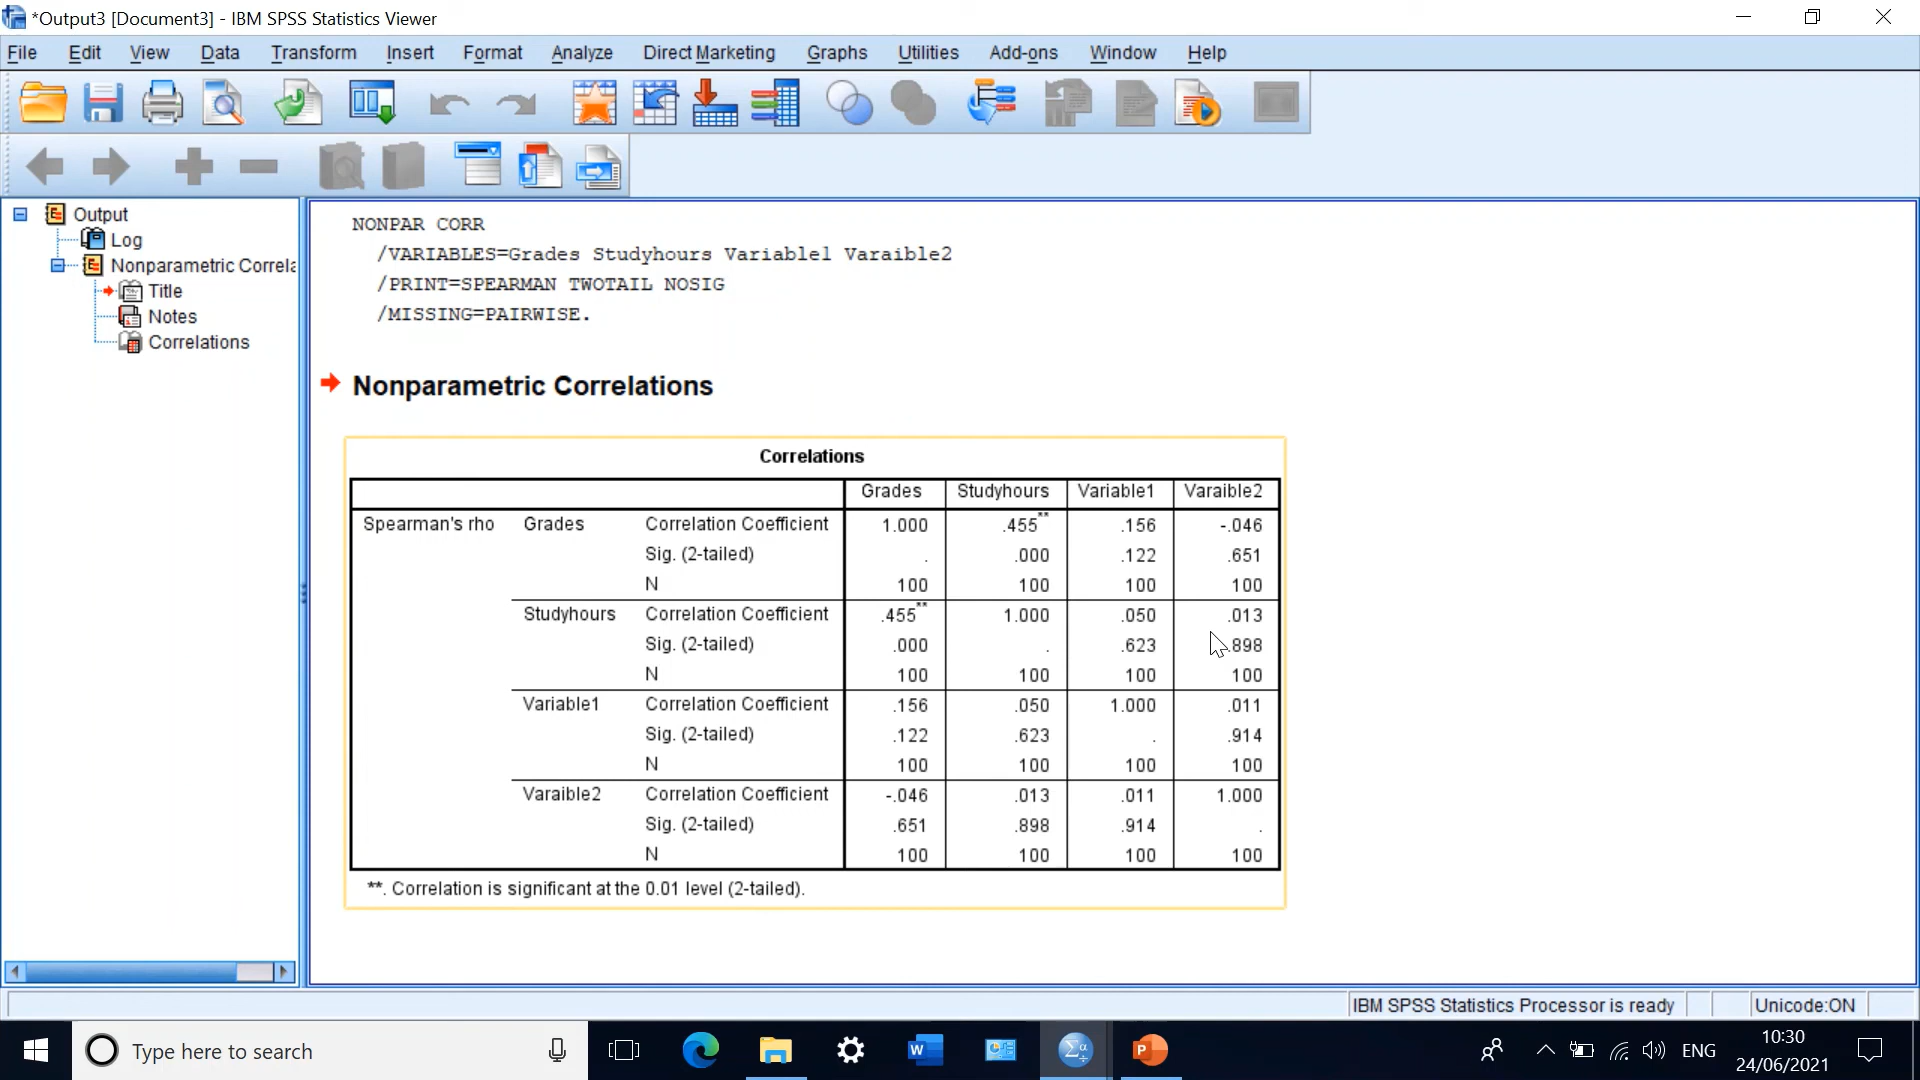 *Output3 [Document3] - IBM SPSS Statistics Viewer
File Edit View Data Transform Insert Format Analyze Direct Marketing Graphs Utilities Add-ons Window Help
Output
Log
Nonparametric Correla
Title
Notes
Correlations
NONPAR CORR
/VARIABLES=Grades Studyhours Variable1 Varaible2
/PRINT=SPEARMAN TWOTAIL NOSIG
/MISSING=PAIRWISE.
Nonparametric Correlations
Correlations
Grades Studyhours Variable1 Varaible2
Spearman's rho Grades Correlation Coefficient 1.000 .455** .156 -.046
Sig. (2-tailed) . .000 .122 .651
N 100 100 100 100
Studyhours Correlation Coefficient .455** 1.000 .050 .013
Sig. (2-tailed) .000 . .623 .898
N 100 100 100 100
Variable1 Correlation Coefficient .156 .050 1.000 .011
Sig. (2-tailed) .122 .623 . .914
N 100 100 100 100
Varaible2 Correlation Coefficient -.046 .013 .011 1.000
Sig. (2-tailed) .651 .898 .914 .
N 100 100 100 100
**. Correlation is significant at the 0.01 level (2-tailed).
IBM SPSS Statistics Processor is ready Unicode:ON
Type here to search
ENG
10:30
24/06/2021